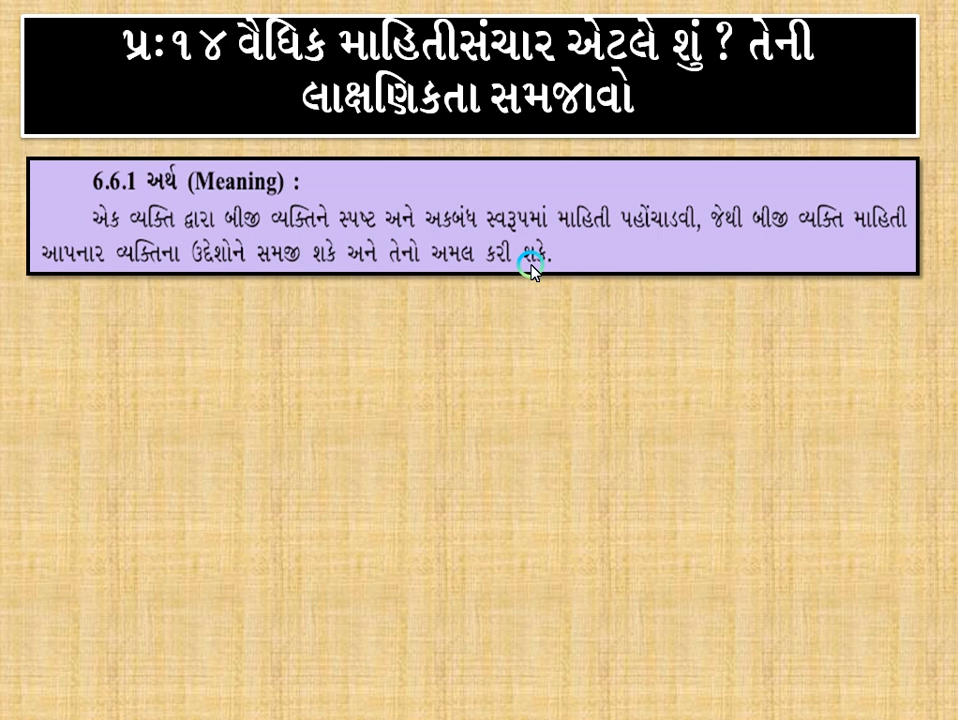 પ્રઃ૧૪ વૈધિક માહિતીસંચાર એટલે શું ? તેની
લાક્ષણિકતા સમજાવો
6.6.1 અર્થ (Meaning) :
એક વ્યક્તિ દ્વારા બીજી વ્યક્તિને સ્પષ્ટ અને અકબંધ સ્વરૂપમાં માહિતી પહોંચાડવી, જેથી બીજી વ્યક્તિ માહિતી
આપનાર વ્યક્તિના ઉદ્દેશોને સમજી શકે અને તેનો અમલ કરી શકે.